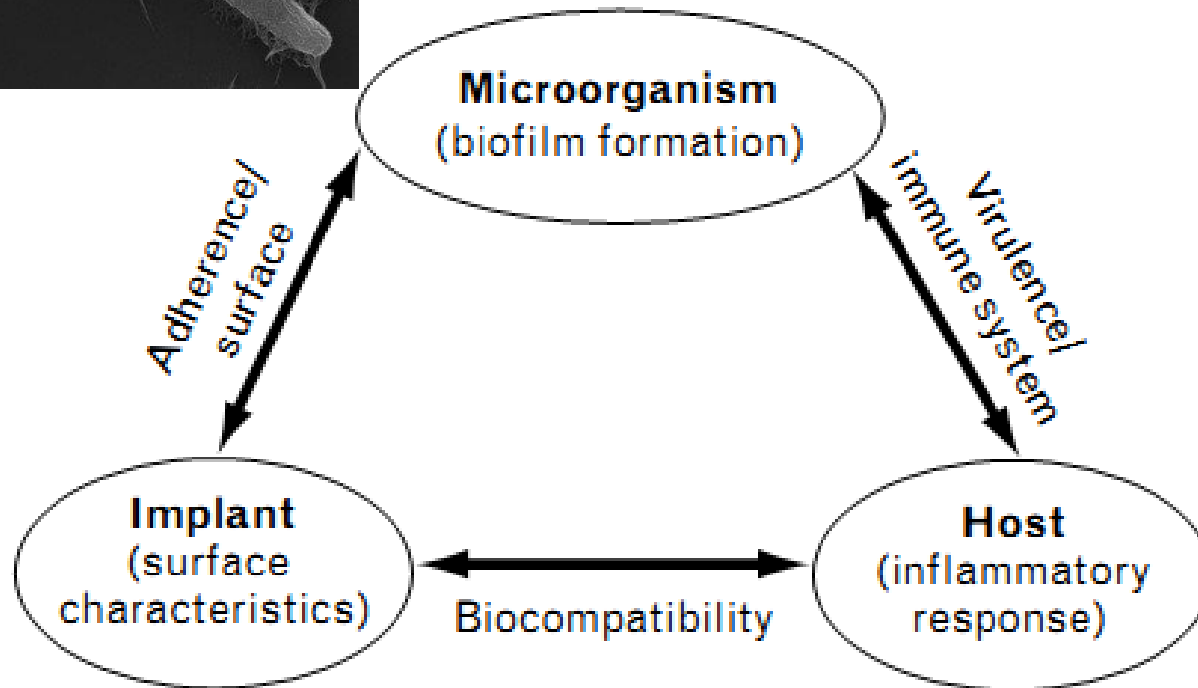 Microorganism
(biofilm formation)
Adherence/
surface
Virulence/
immune system
Implant
(surface
characteristics)
Biocompatibility
Host
(inflammatory
response)